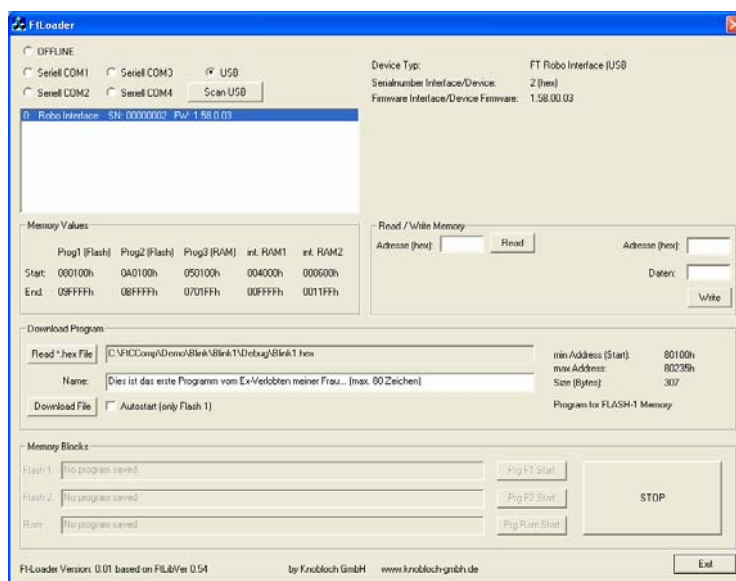 FtLoader
OFFLINE
Seriell COM1 Seriell COM3 USB
Seriell COM2 Seriell COM4 Scan USB
Device Typ: FT Robo Interface (USB
Serialnumber Interface/Device: 2 (hex)
Firmware Interface/Device Firmware: 1.58.00.03
0: Robo Interface SN: 00000002 FW: 1.58.0.03
Memory Values
Prog1 (Flash) Prog2 (Flash) Prog3 (RAM) int. RAM1 int. RAM2
Start: 000100h 0A0100h 050100h 004000h 000600h
End: 09FFFFh 0BFFFFh 0701FFh 00FFFFh 0011FFh
Read / Write Memory
Adresse (hex): Read Adresse (hex):
Daten:
Write
Download Program
Read *.hex File C:\FtCComp\Demo\Blink\Blink1\Debug\Blink1.hex
Name: Dies ist das erste Programm vom Ex-Verlobten meiner Frau... (max. 80 Zeichen)
Download File Autostart (only Flash 1)
min Address (Start): 80100h
max Address: 80235h
Size (Bytes): 307
Program for FLASH-1 Memory
Memory Blocks
Flash 1: No program saved Prg F1 Start
Flash 2: No program saved Prg F2 Start
Ram: No program saved Prg Ram Start
STOP
Ft-Loader Version: 0.01 based on FtLibVer 0.54 by Knobloch GmbH www.knobloch-gmbh.de Exit